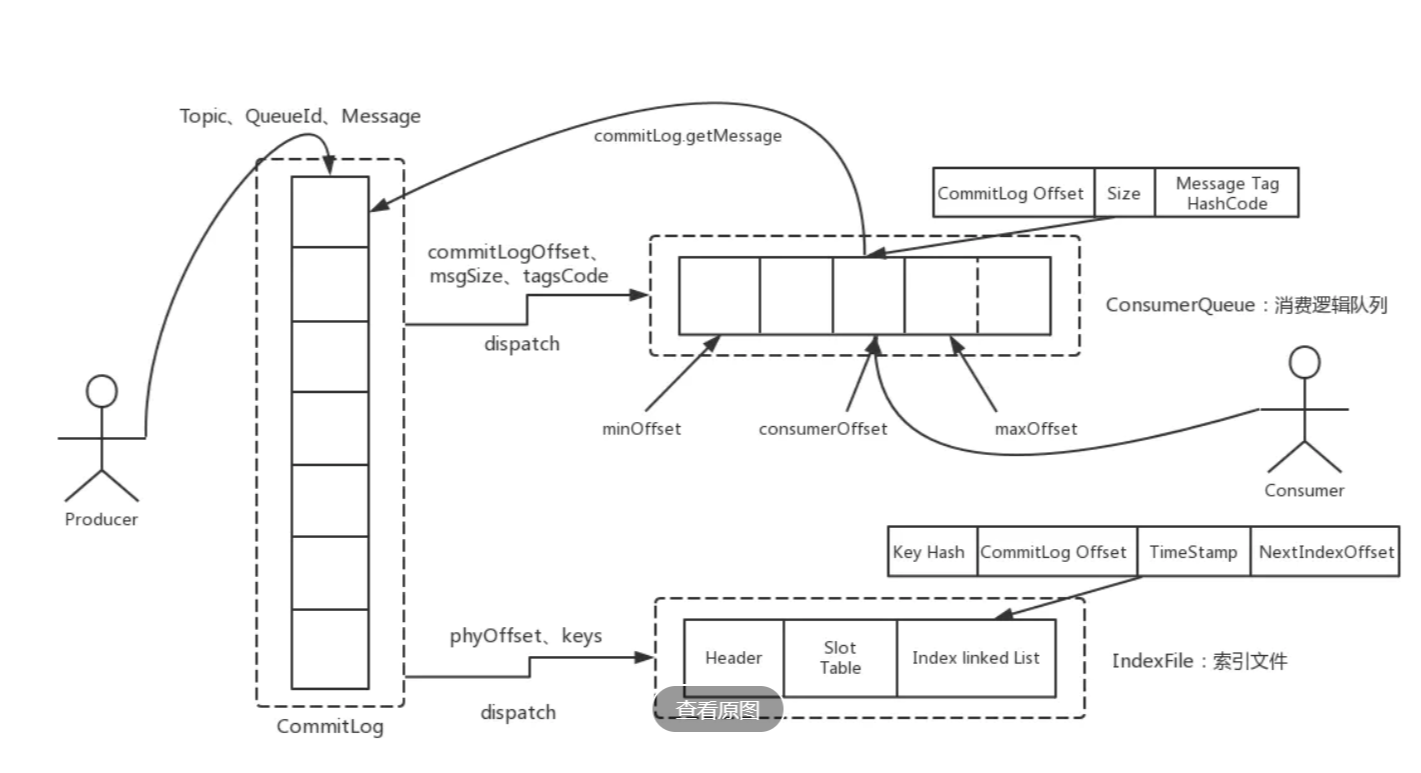 Topic、QueueId、Message
commitLog.getMessage
CommitLog Offset
Size
Message Tag
HashCode
commitLogOffset、
msgSize、tagsCode
dispatch
ConsumerQueue：消费逻辑队列
minOffset
consumerOffset
maxOffset
Producer
Consumer
Key Hash
CommitLog Offset
TimeStamp
NextIndexOffset
phyOffset、keys
dispatch
Header
Slot
Table
Index linked List
IndexFile：索引文件
查看原图
CommitLog